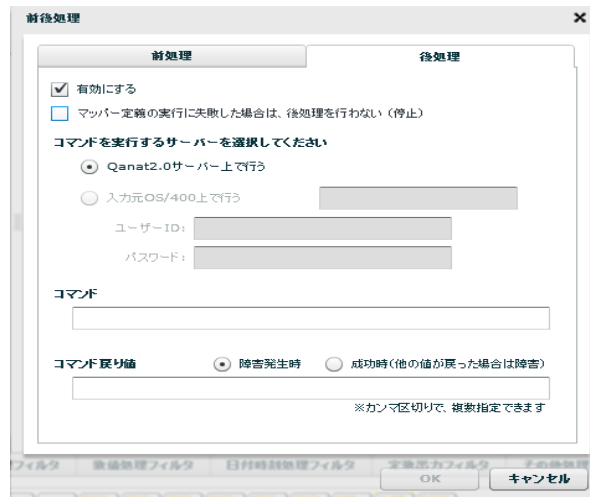 前後処理
前処理
後処理
有効にする
マッパー定義の実行に失敗した場合は、後処理を行わない（停止）
コマンドを実行するサーバーを選択してください
Qanat2.0サーバー上で行う
入力元OS/400上で行う
ユーザーID:
パスワード:
コマンド
コマンド戻り値 障害発生時 成功時(他の値が戻った場合は障害)
※カンマ区切りで、複数指定できます
フィルタ 数値処理フィルタ 日付時刻処理フィルタ 定数出力フィルタ その他処理
OK キャンセル